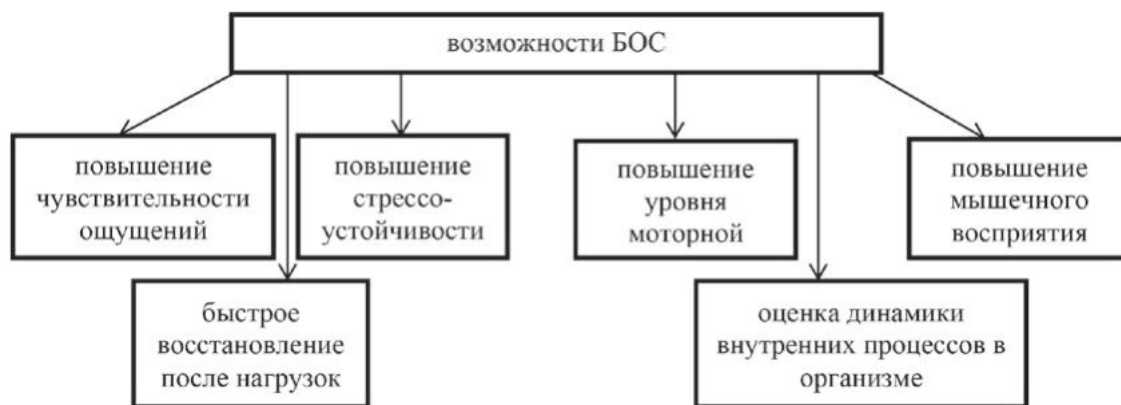 возможности БОС
повышение
чувствительности
ощущений
повышение
стрессо-
устойчивости
повышение
уровня
моторной
повышение
мышечного
восприятия
быстрое
восстановление
после нагрузок
оценка динамики
внутренних процессов в
организме